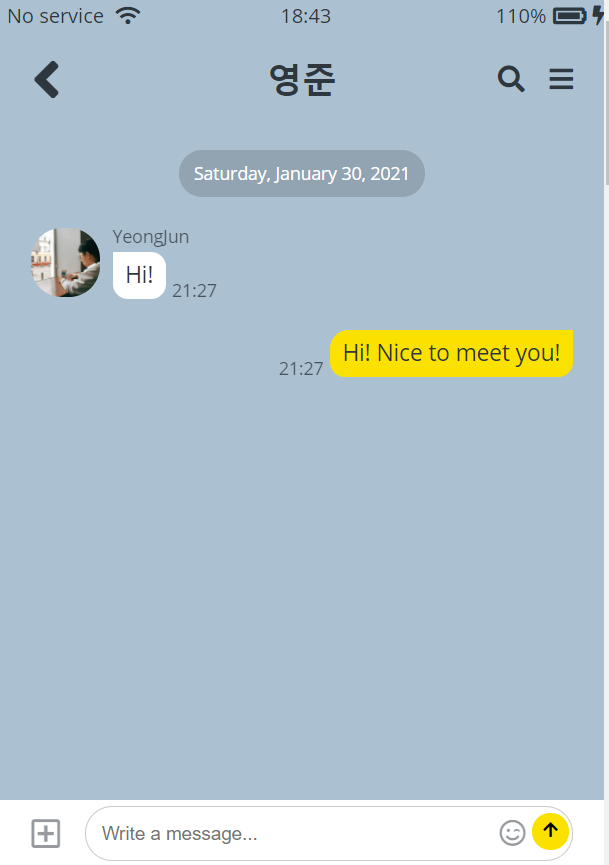 No service 18:43 110%
영준
Saturday, January 30, 2021
YeongJun
Hi! 21:27
21:27 Hi! Nice to meet you!
Write a message...